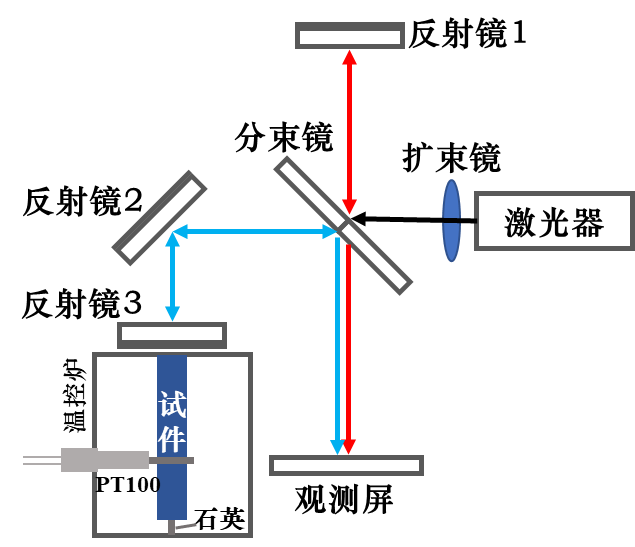 反射镜1
分束镜
扩束镜
反射镜2
激光器
反射镜3
温控炉
试件
PT100
石英
观测屏